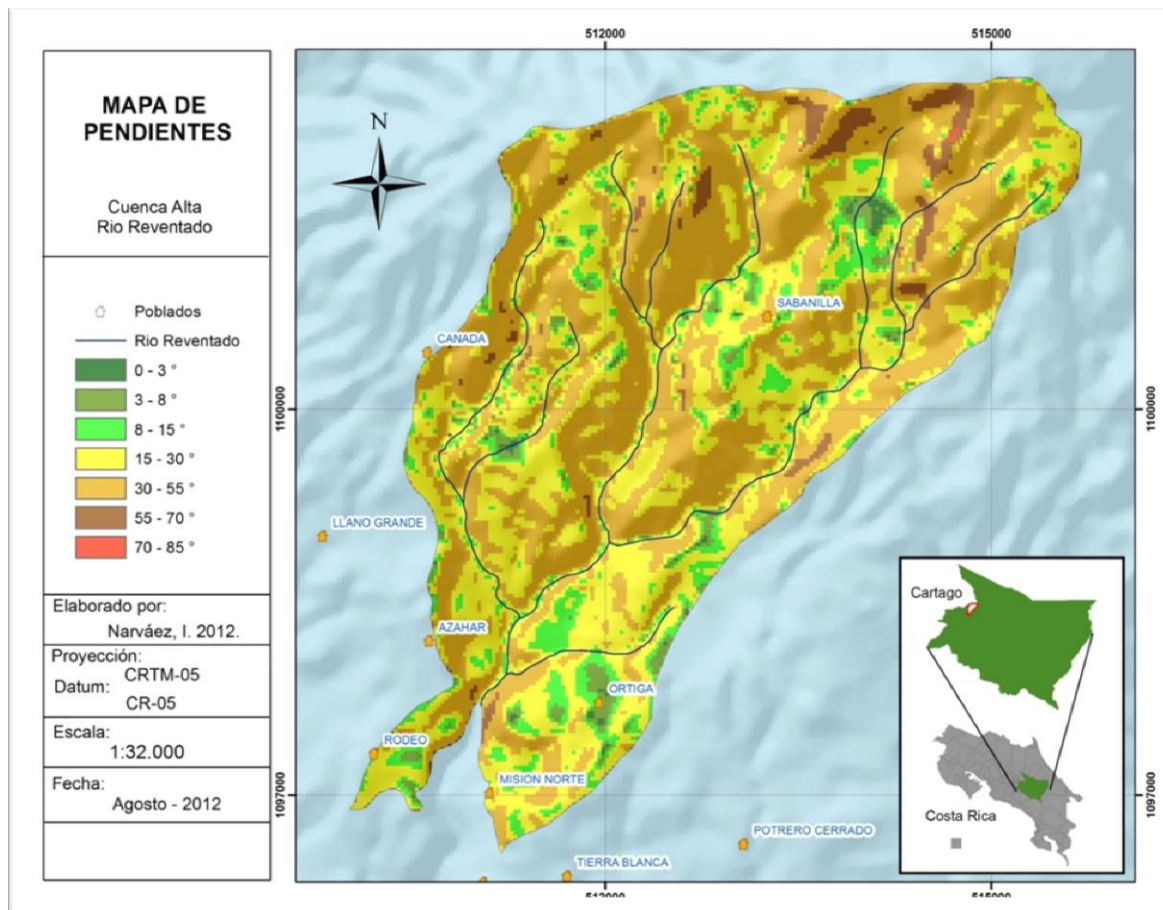 MAPA DE
PENDIENTES
Cuenca Alta
Rio Reventado
Poblados
Rio Reventado
0 - 3 °
3 - 8 °
8 - 15 °
15 - 30 °
30 - 55 °
55 - 70 °
70 - 85 °
Elaborado por:
Narváez, I. 2012.
Proyección:
CRTM-05
Datum:
CR-05
Escala:
1:32.000
Fecha:
Agosto - 2012
512000
515000
N
SABANILLA
CANADA
1100000
1100000
LLANO GRANDE
AZAHAR
ORTIGA
RODEO
MISION NORTE
1097000
1097000
POTRERO CERRADO
TIERRA BLANCA
Cartago
Costa Rica
515000